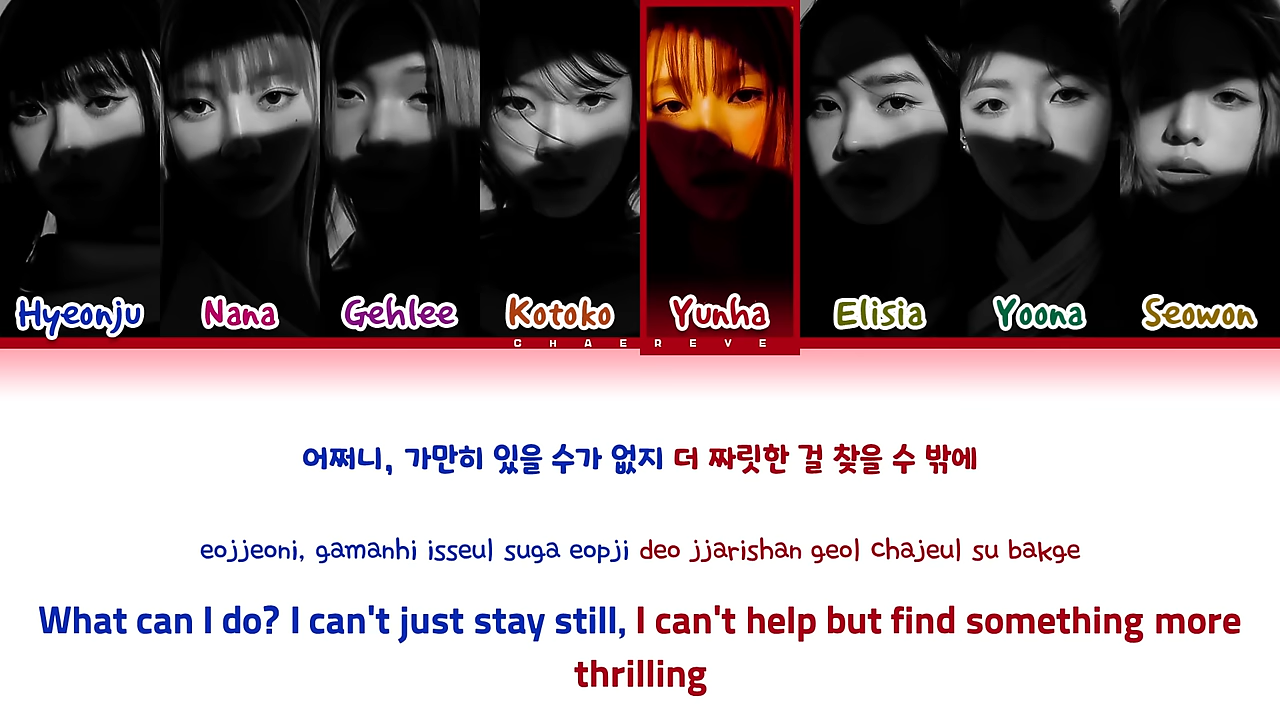 Hyeonju Nana Gehlee Kotoko Yunha Elisia Yoona Seowon
CHAEREVE
어쩌니, 가만히 있을 수가 없지 더 짜릿한 걸 찾을 수 밖에
eojjeoni, gamanhi isseul suga eopji deo jjarishan geol chajeul su bakge
What can I do? I can't just stay still, I can't help but find something more
thrilling